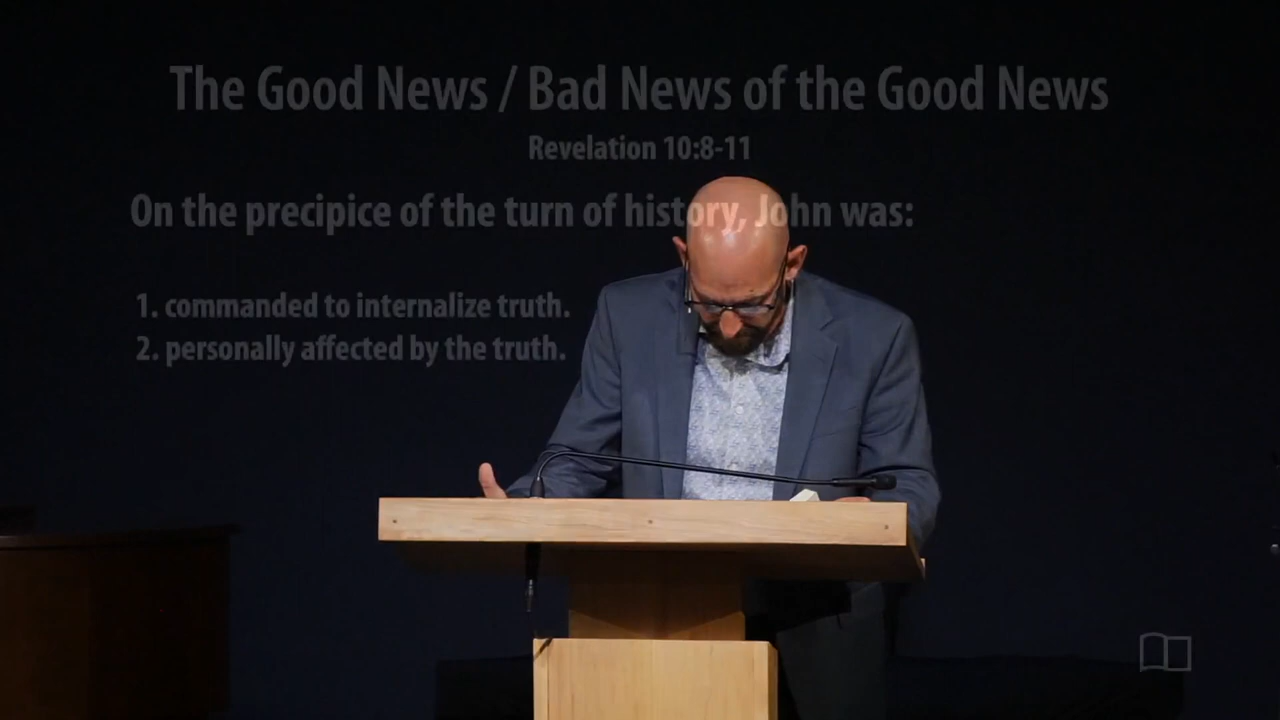 The Good News / Bad News of the Good News
Revelation 10:8-11
On the precipice of the turn of history, John was:
1. commanded to internalize truth.
2. personally affected by the truth.